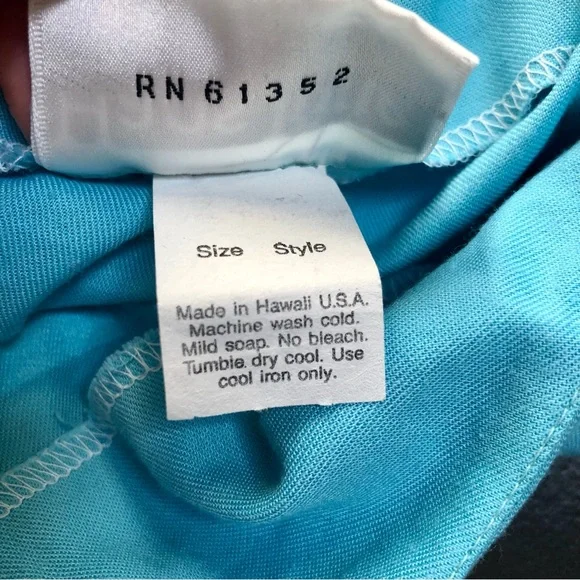 RN 61352
Size Style
Made in Hawaii U.S.A.
Machine wash cold.
Mild soap. No bleach.
Tumble dry cool. Use
cool iron only.